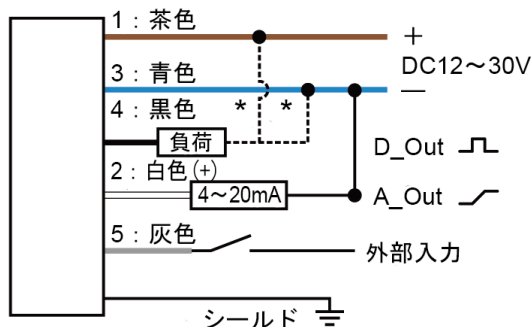 1：茶色
＋
DC12～30V
3：青色
－
4：黒色
* *
負荷
D_Out
2：白色(+)
4～20mA
A_Out
5：灰色
外部入力
シールド